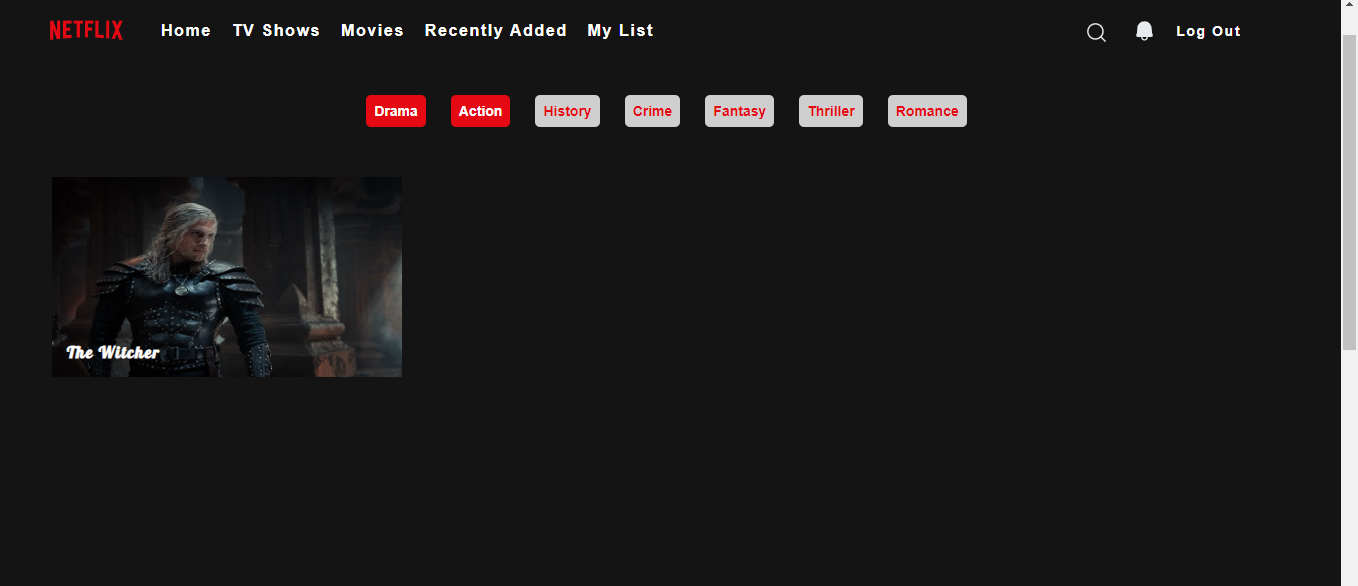 NETFLIX Home TV Shows Movies Recently Added My List Log Out
Drama Action History Crime Fantasy Thriller Romance
The Witcher